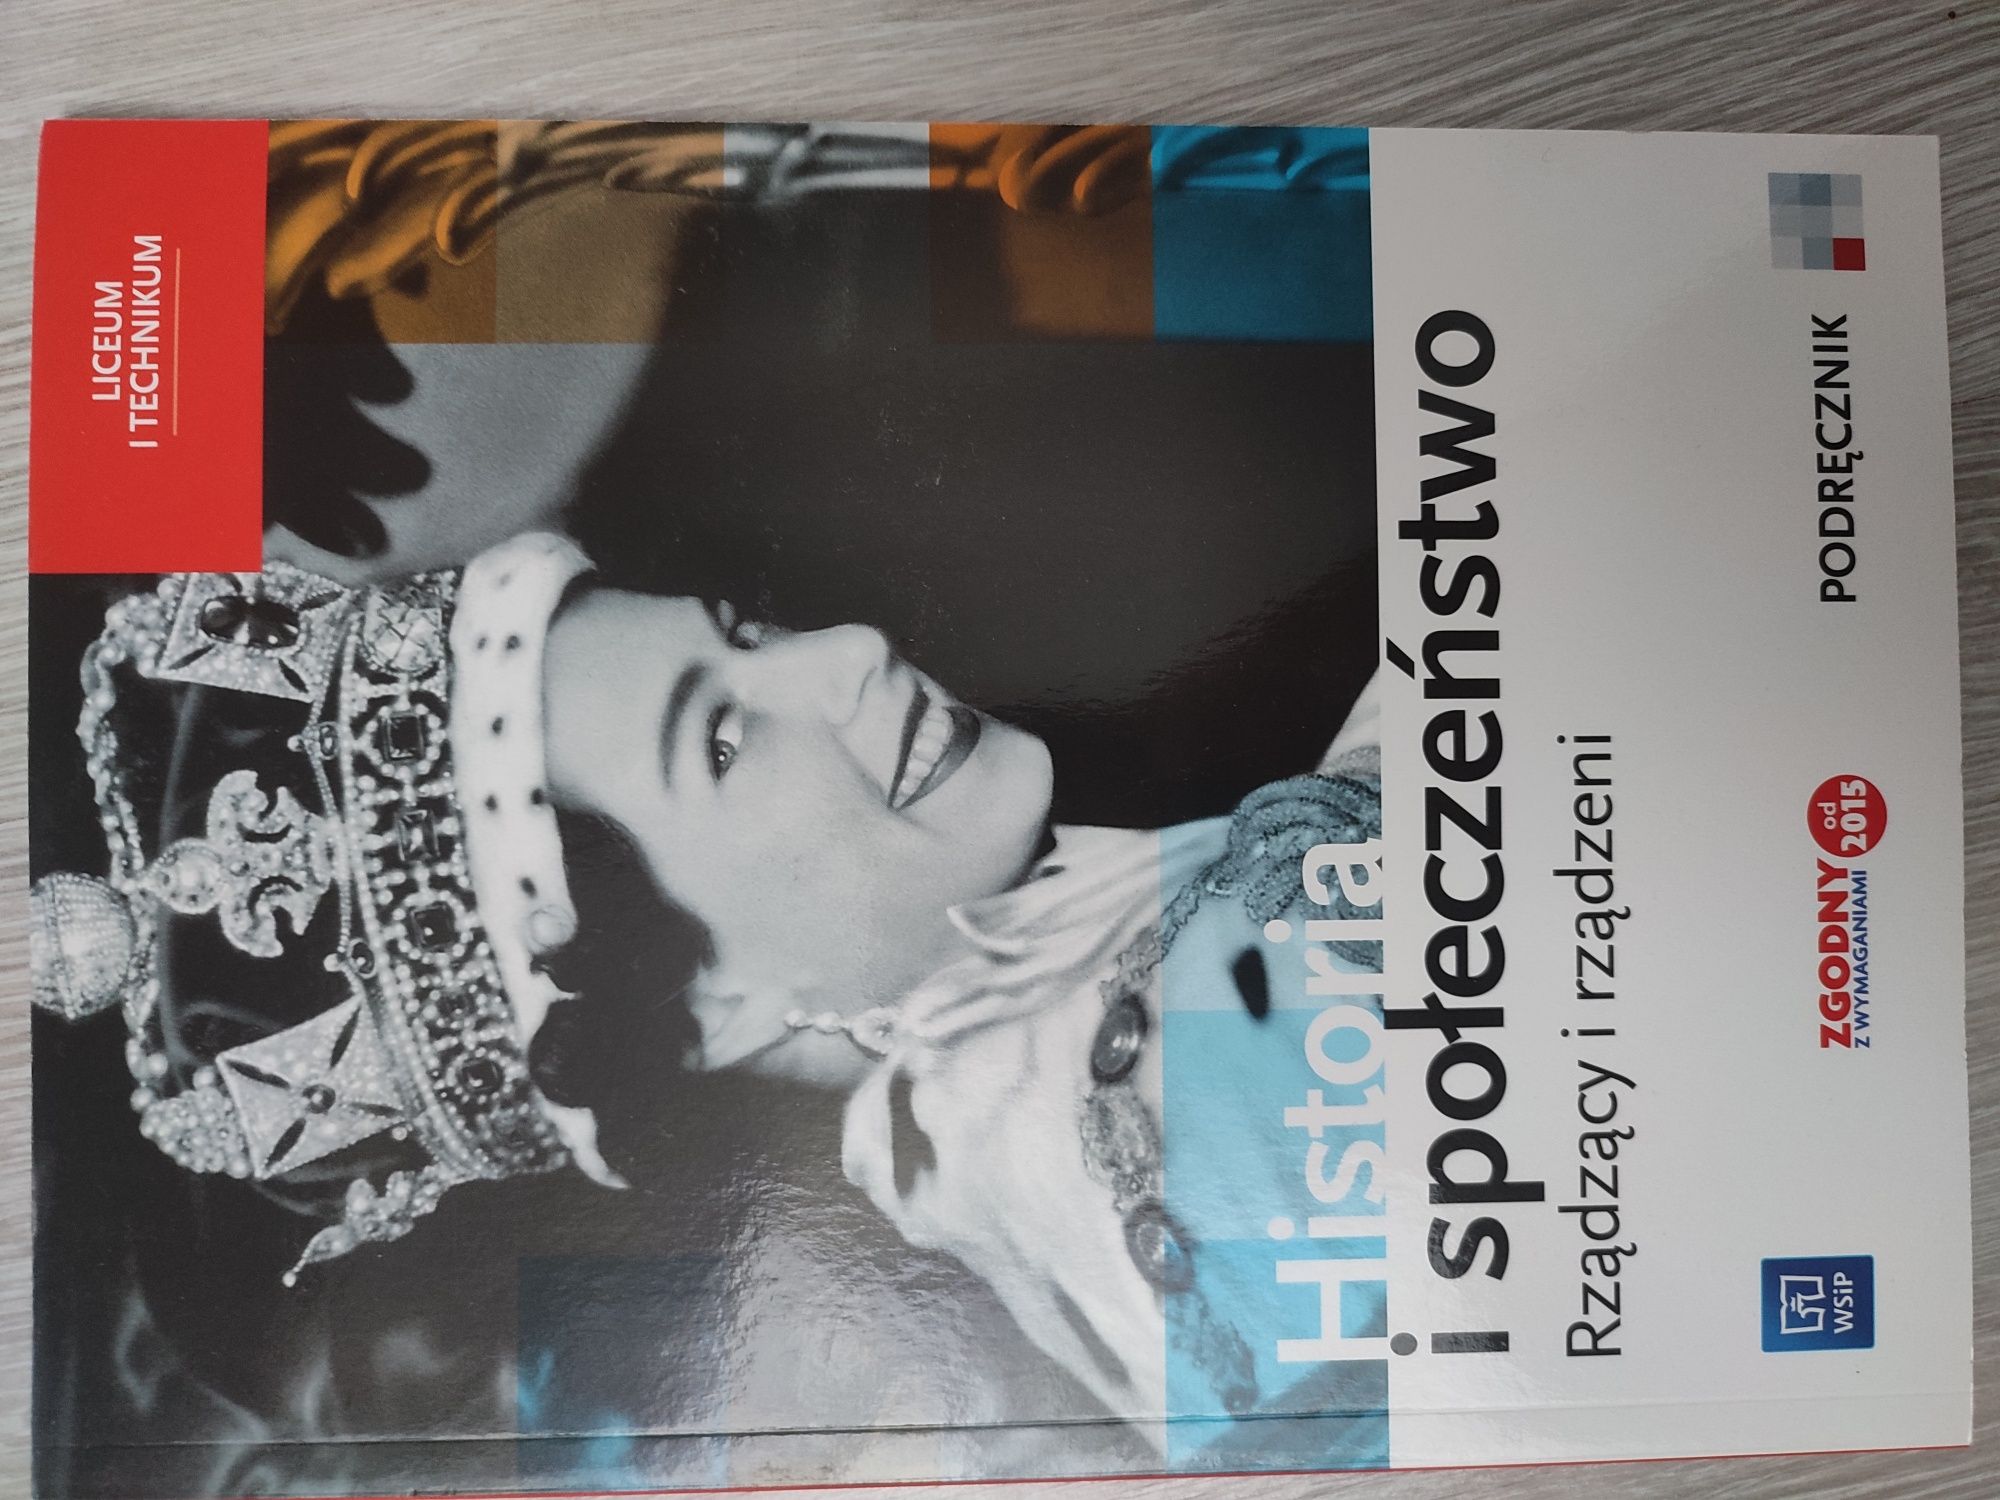 LICEUM
I TECHNIKUM
Historia
i społeczeństwo
Rządzący i rządzeni
WSiP
ZGODNY od
Z WYMAGANIAMI 2015
PODRĘCZNIK